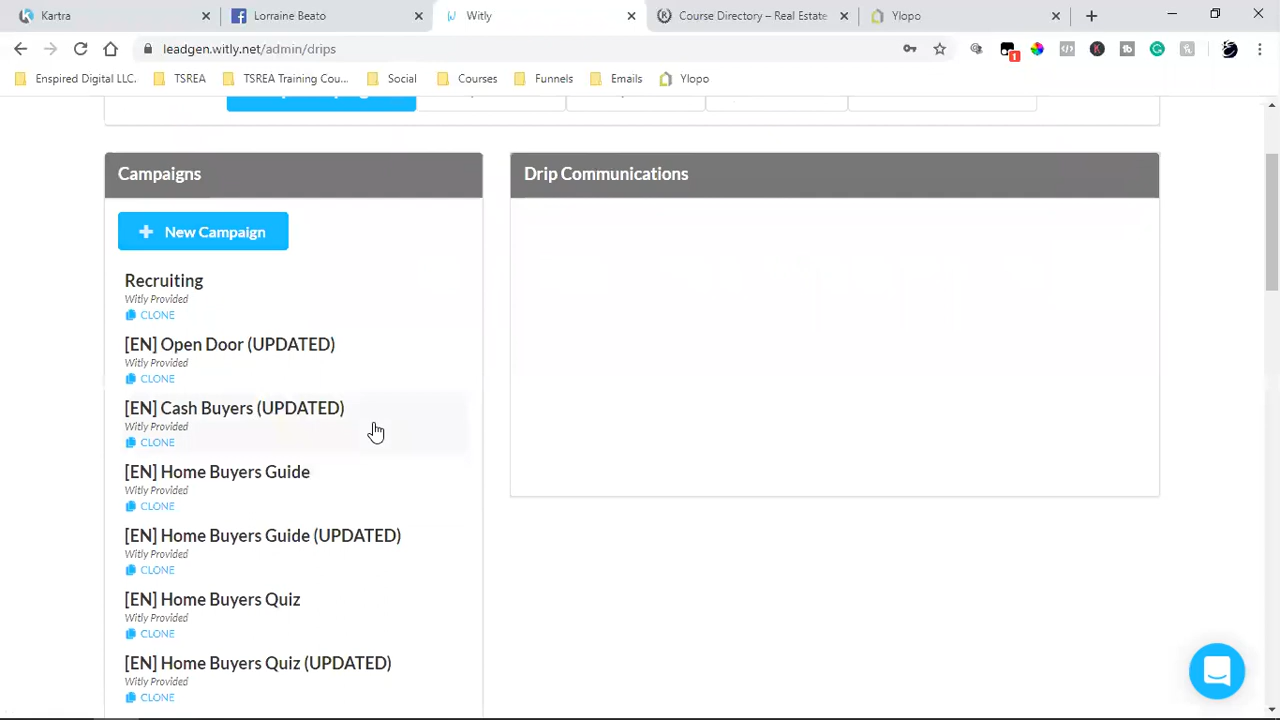 Kartra
Lorraine Beato
Witly
Course Directory – Real Estate
Ylopo
leadgen.witly.net/admin/drips
1
Enspired Digital LLC.
TSREA
TSREA Training Cou...
Social
Courses
Funnels
Emails
Ylopo
Campaigns
Drip Communications
New Campaign
Recruiting
Witly Provided
CLONE
[EN] Open Door (UPDATED)
Witly Provided
CLONE
[EN] Cash Buyers (UPDATED)
Witly Provided
CLONE
[EN] Home Buyers Guide
Witly Provided
CLONE
[EN] Home Buyers Guide (UPDATED)
Witly Provided
CLONE
[EN] Home Buyers Quiz
Witly Provided
CLONE
[EN] Home Buyers Quiz (UPDATED)
Witly Provided
CLONE